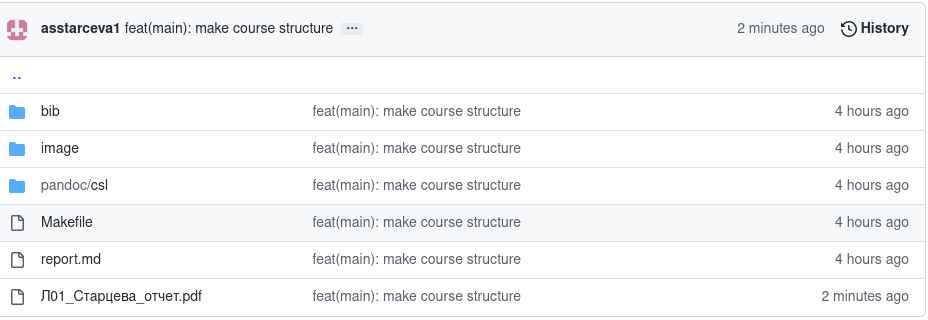 asstarceva1 feat(main): make course structure ... 2 minutes ago History
..
bib feat(main): make course structure 4 hours ago
image feat(main): make course structure 4 hours ago
pandoc/csl feat(main): make course structure 4 hours ago
Makefile feat(main): make course structure 4 hours ago
report.md feat(main): make course structure 4 hours ago
Л01_Старцева_отчет.pdf feat(main): make course structure 2 minutes ago